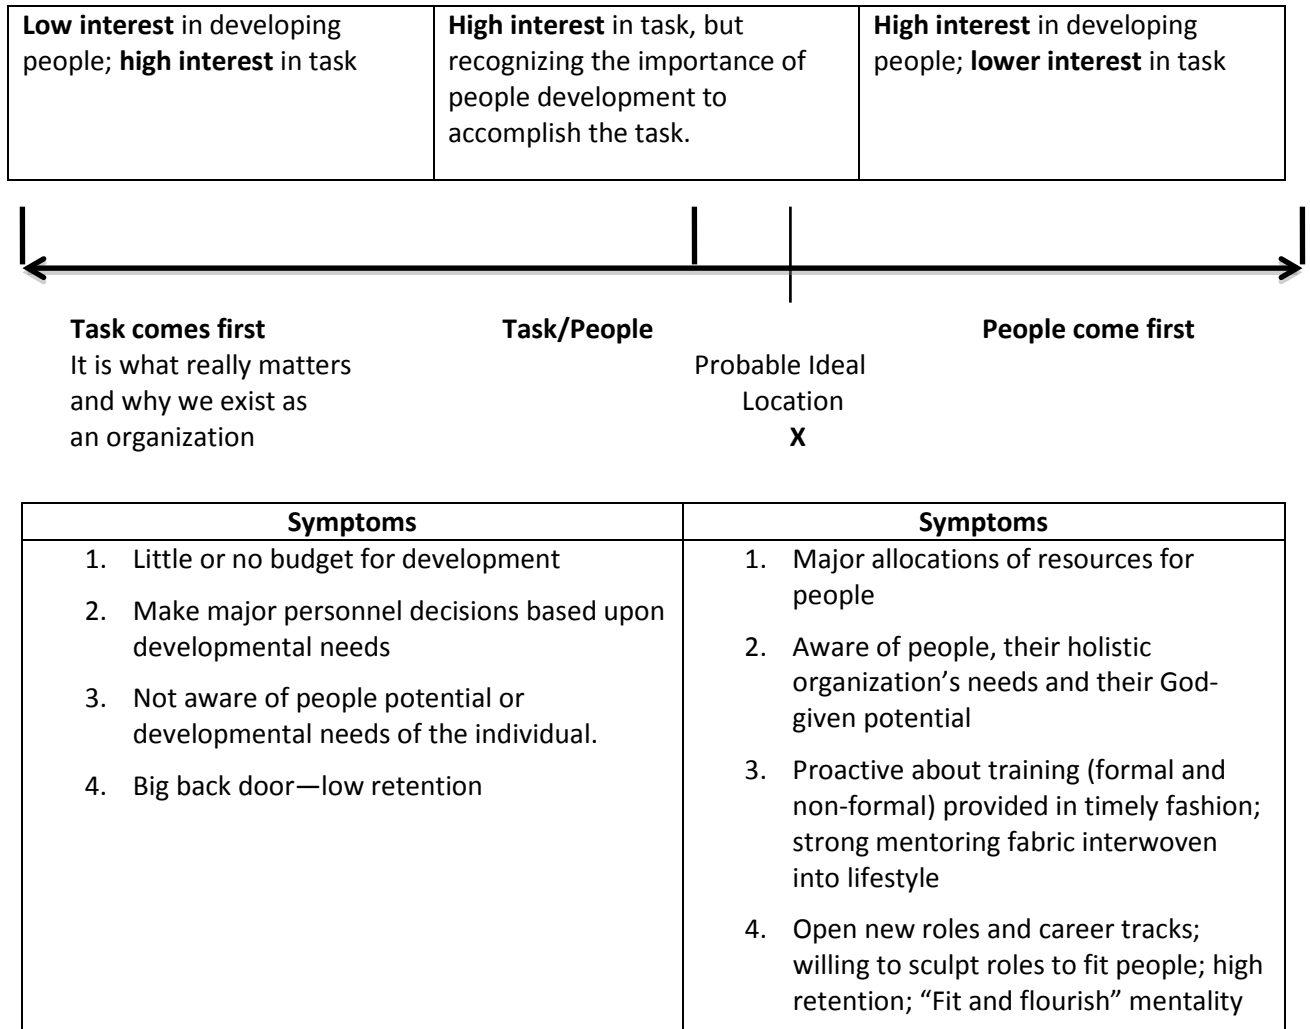 Low interest in developing
people; high interest in task
High interest in task, but
recognizing the importance of
people development to
accomplish the task.
High interest in developing
people; lower interest in task
Task comes first
It is what really matters
and why we exist as
an organization
Task/People
Probable Ideal
Location
X
People come first
Symptoms
1. Little or no budget for development
2. Make major personnel decisions based upon
developmental needs
3. Not aware of people potential or
developmental needs of the individual.
4. Big back door—low retention
Symptoms
1. Major allocations of resources for
people
2. Aware of people, their holistic
organization’s needs and their God-
given potential
3. Proactive about training (formal and
non-formal) provided in timely fashion;
strong mentoring fabric interwoven
into lifestyle
4. Open new roles and career tracks;
willing to sculpt roles to fit people; high
retention; “Fit and flourish” mentality